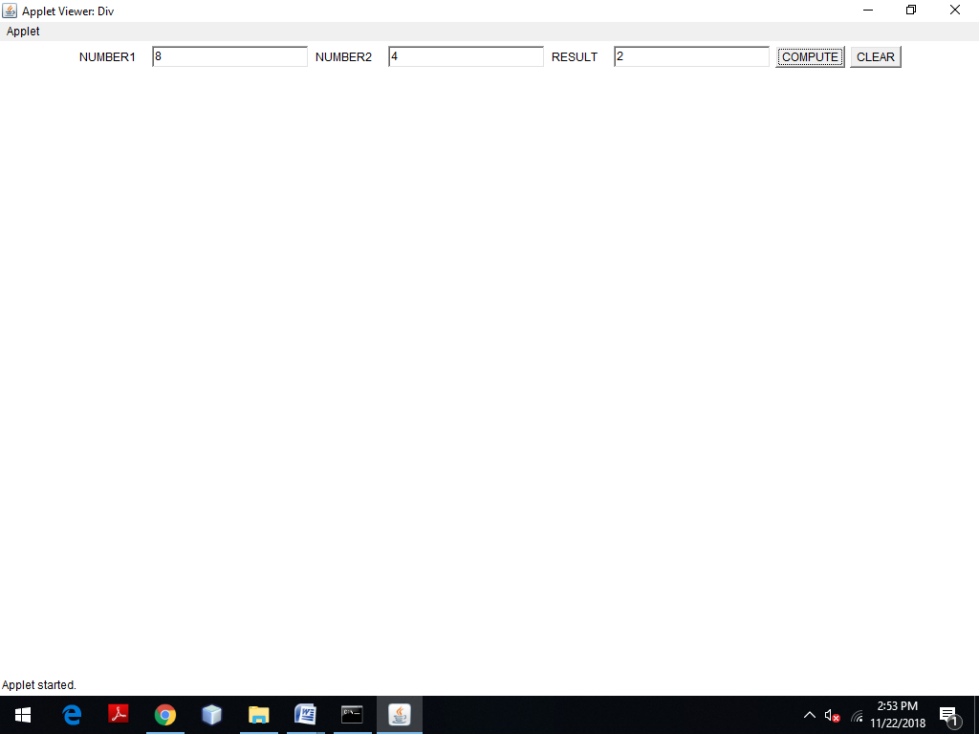 Applet Viewer: Div
Applet
NUMBER1 8 NUMBER2 4 RESULT 2 COMPUTE CLEAR
Applet started.
2:53 PM
11/22/2018
1